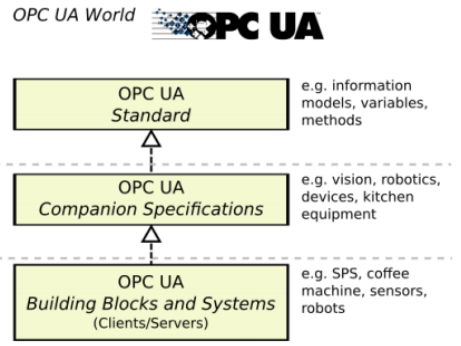 OPC UA World
OPC UA
OPC UA
Standard
e.g. information
models, variables,
methods
OPC UA
Companion Specifications
e.g. vision, robotics,
devices, kitchen
equipment
OPC UA
Building Blocks and Systems
(Clients/Servers)
e.g. SPS, coffee
machine, sensors,
robots